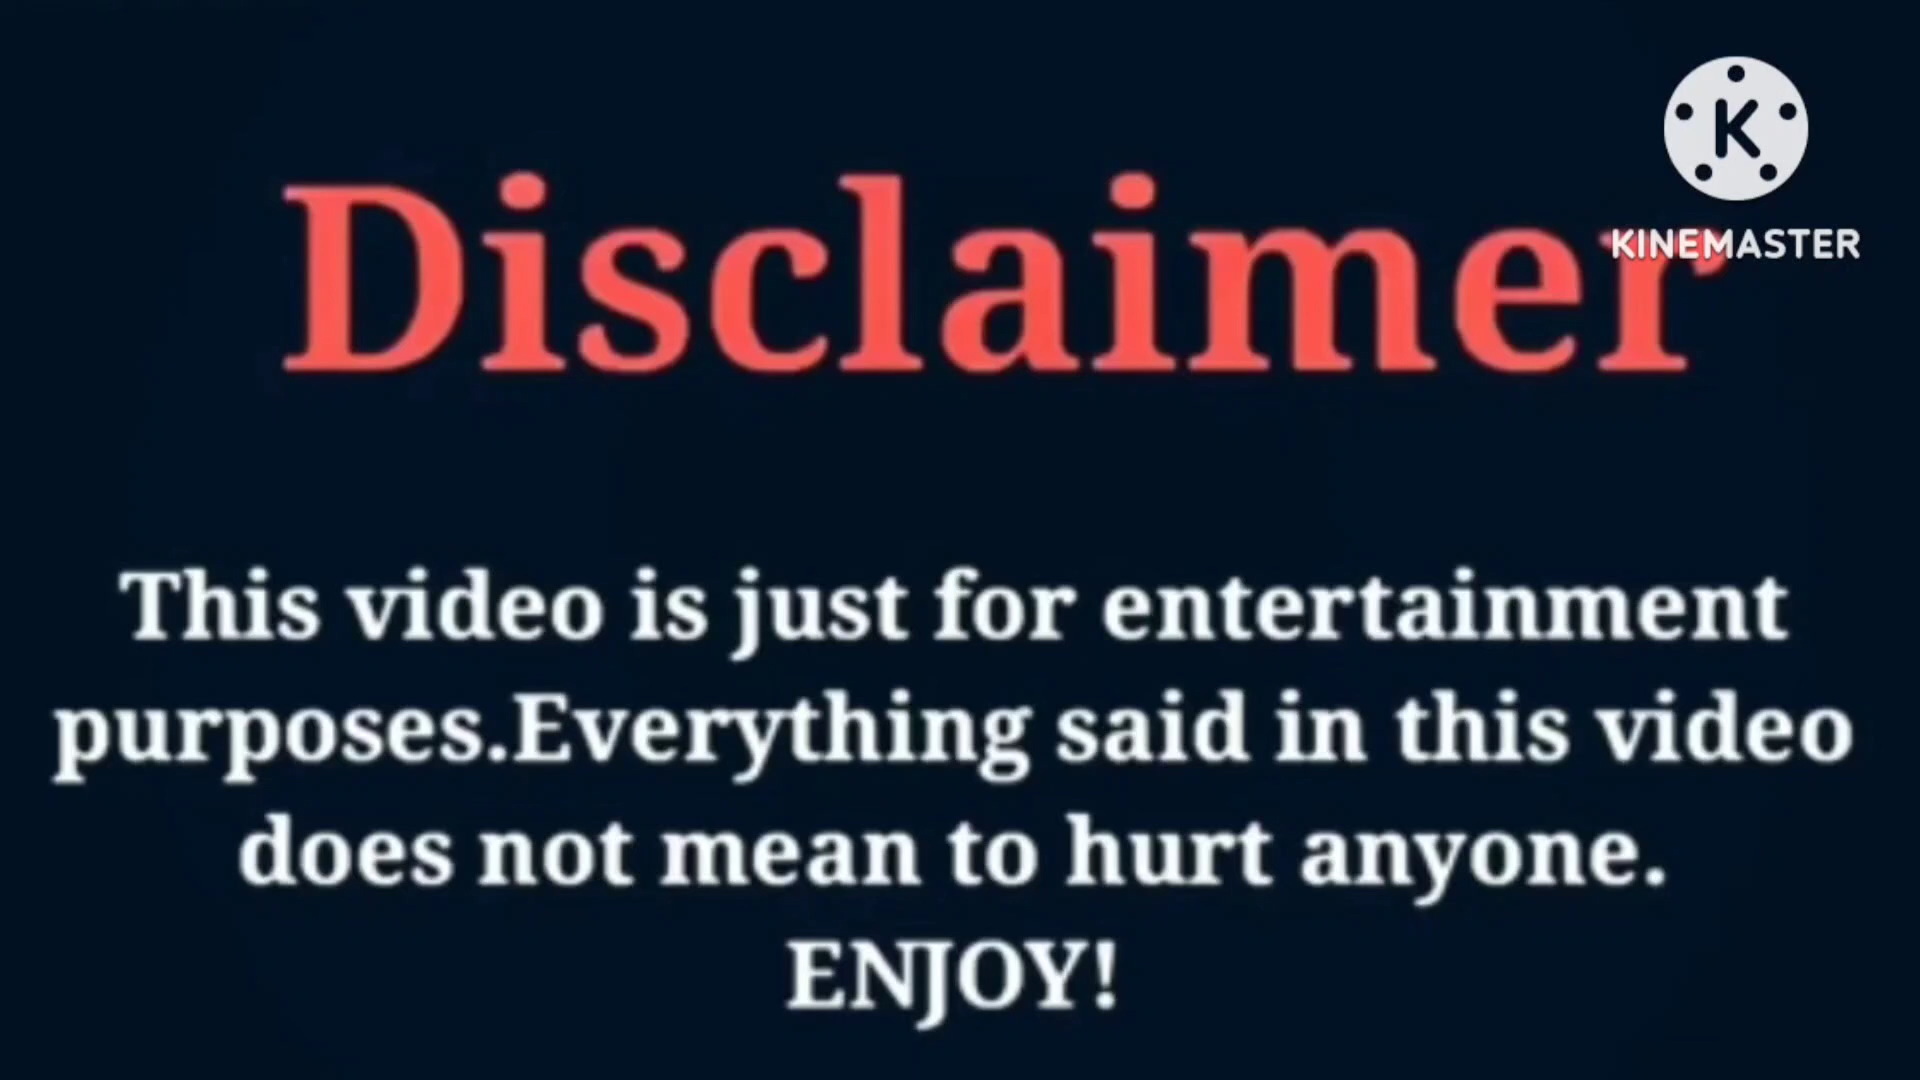 K
KINEMASTER
Disclaimer
This video is just for entertainment
purposes.Everything said in this video
does not mean to hurt anyone.
ENJOY!